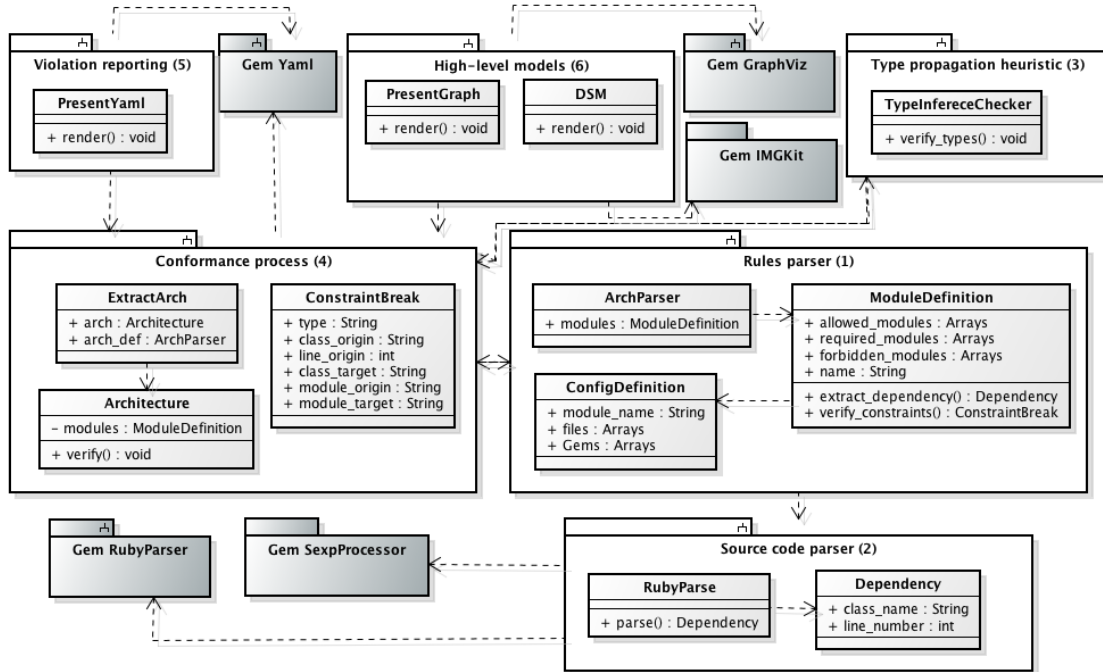 Violation reporting (5)
PresentYaml
+ render() : void
Gem Yaml
High-level models (6)
PresentGraph
+ render() : void
DSM
+ render() : void
Gem GraphViz
Gem IMGKit
Type propagation heuristic (3)
TypeInfereceChecker
+ verify_types() : void
Conformance process (4)
ExtractArch
+ arch : Architecture
+ arch_def : ArchParser
Architecture
- modules : ModuleDefinition
+ verify() : void
ConstraintBreak
+ type : String
+ class_origin : String
+ line_origin : int
+ class_target : String
+ module_origin : String
+ module_target : String
Rules parser (1)
ArchParser
+ modules : ModuleDefinition
ModuleDefinition
+ allowed_modules : Arrays
+ required_modules : Arrays
+ forbidden_modules : Arrays
+ name : String
+ extract_dependency() : Dependency
+ verify_constraints() : ConstraintBreak
ConfigDefinition
+ module_name : String
+ files : Arrays
+ Gems : Arrays
Gem RubyParser
Gem SexpProcessor
Source code parser (2)
RubyParse
+ parse() : Dependency
Dependency
+ class_name : String
+ line_number : int